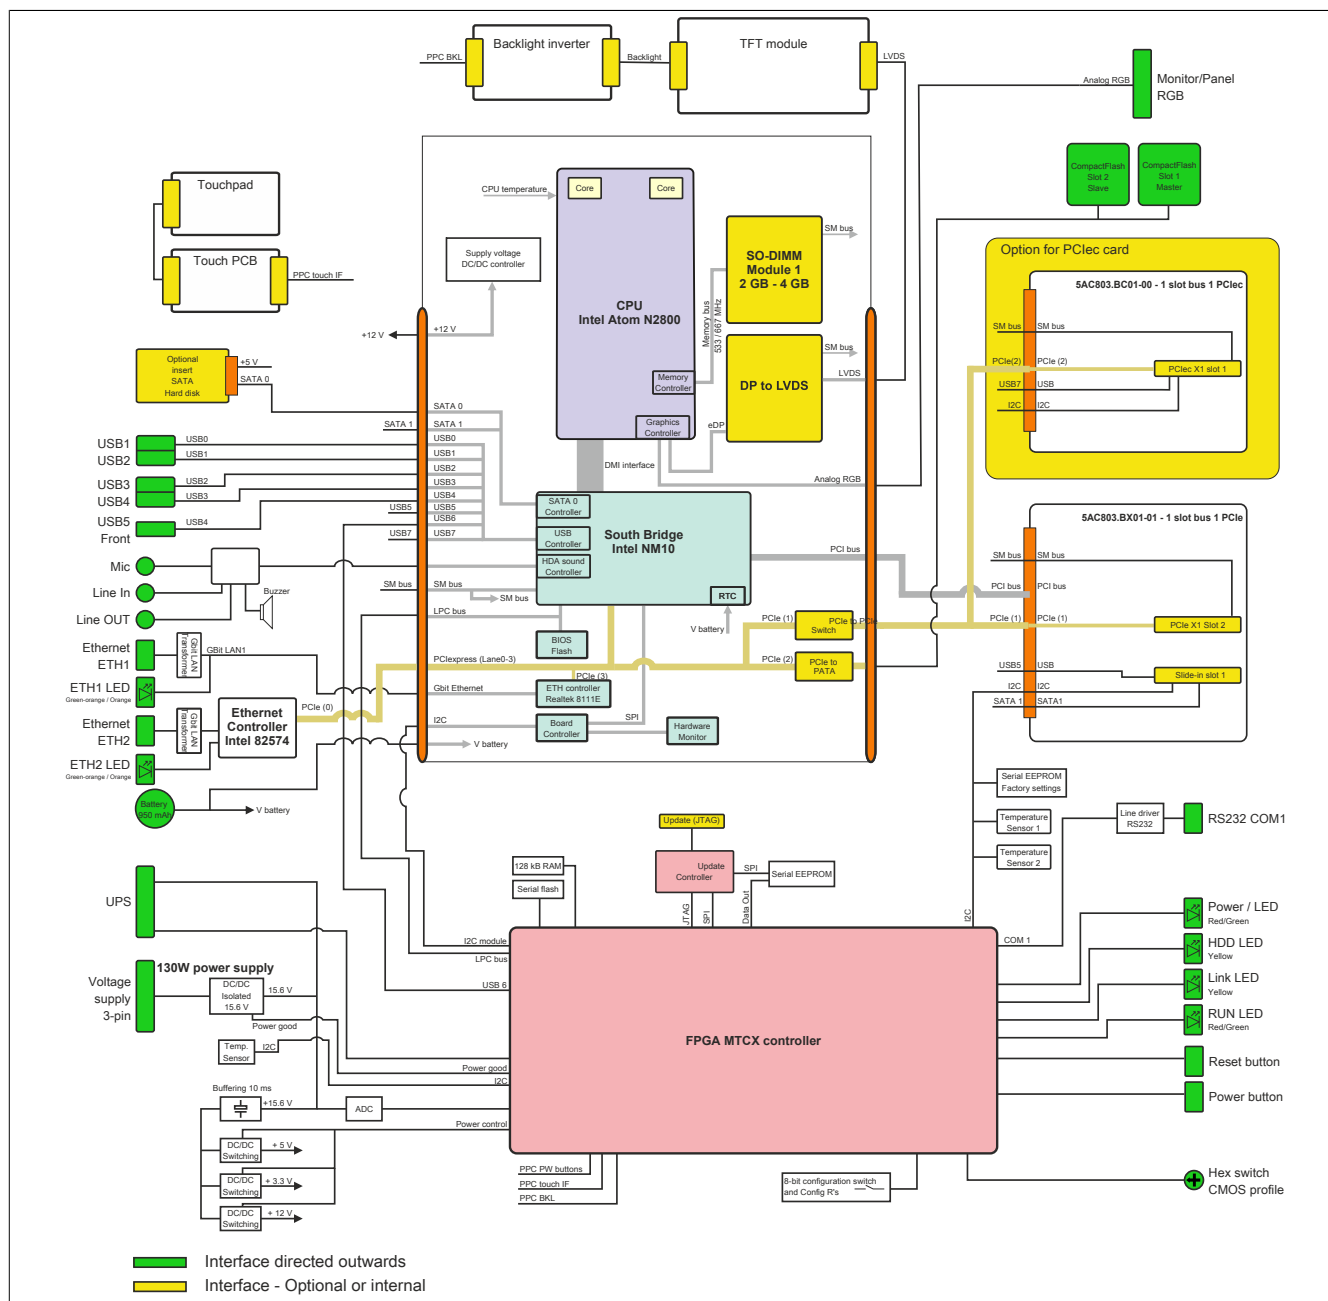 Backlight inverter
TFT module
PPC BKL
Backlight
LVDS
Analog RGB
Monitor/Panel
RGB
CompactFlash
Slot 2
Slave
CompactFlash
Slot 1
Master
Touchpad
Touch PCB
PPC touch IF
CPU temperature
Core
Core
Supply voltage
DC/DC controller
CPU
Intel Atom N2800
Memory
Controller
Graphics
Controller
Memory bus
533 / 667 MHz
SO-DIMM
Module 1
2 GB - 4 GB
SM bus
DP to LVDS
SM bus
LVDS
eDP
DMI interface
Analog RGB
Option for PCIec card
5AC803.BC01-00 - 1 slot bus 1 PCIec
SM bus
SM bus
PCIe(2)
PCIe (2)
PCIec X1 slot 1
USB7
USB
I2C
I2C
+12 V
+12 V
Optional
insert
SATA
Hard disk
+5 V
SATA 0
SATA 0
SATA 1
SATA 1
USB1
USB2
USB0
USB1
USB3
USB4
USB2
USB3
USB5
Front
USB4
USB5
USB7
USB0
USB1
USB2
USB3
USB4
USB5
USB6
USB7
SATA 0
Controller
USB
Controller
HDA sound
Controller
South Bridge
Intel NM10
RTC
PCI bus
Mic
Line In
Line OUT
Buzzer
SM bus
SM bus
SM bus
LPC bus
BIOS
Flash
V battery
PCIe (1)
PCIe to PCIe
Switch
PCIe (2)
PCIe to
PATA
5AC803.BX01-01 - 1 slot bus 1 PCIe
SM bus
SM bus
PCI bus
PCI bus
PCIe (1)
PCIe (1)
PCIe X1 Slot 2
USB5
USB
I2C
I2C
Slide-in slot 1
SATA 1
SATA1
Ethernet
ETH1
Gbit LAN
Transformer
GBit LAN1
ETH1 LED
Green-orange / Orange
Ethernet
ETH2
Gbit LAN
Transformer
Ethernet
Controller
Intel 82574
PCIe (0)
ETH2 LED
Green-orange / Orange
Battery
950 mAh
V battery
PCIexpress (Lane0-3)
PCIe (3)
Gbit Ethernet
ETH controller
Realtek 8111E
I2C
SPI
Board
Controller
Hardware
Monitor
V battery
Serial EEPROM
Factory settings
Temperature
Sensor 1
Temperature
Sensor 2
I2C
Line driver
RS232
RS232 COM1
COM 1
Update (JTAG)
Update
Controller
SPI
Serial EEPROM
JTAG
SPI
Data Out
128 kB RAM
Serial flash
I2C module
LPC bus
USB 6
FPGA MTCX controller
UPS
Voltage
supply
3-pin
130W power supply
DC/DC
Isolated
15.6 V
15.6 V
Power good
Temp.
Sensor
I2C
Power good
I2C
Buffering 10 ms
+15.6 V
ADC
Power control
DC/DC
Switching
+ 5 V
DC/DC
Switching
+ 3.3 V
DC/DC
Switching
+ 12 V
PPC PW buttons
PPC touch IF
PPC BKL
8-bit configuration switch
and Config R's
Power / LED
Red/Green
HDD LED
Yellow
Link LED
Yellow
RUN LED
Red/Green
Reset button
Power button
Hex switch
CMOS profile
Interface directed outwards
Interface - Optional or internal